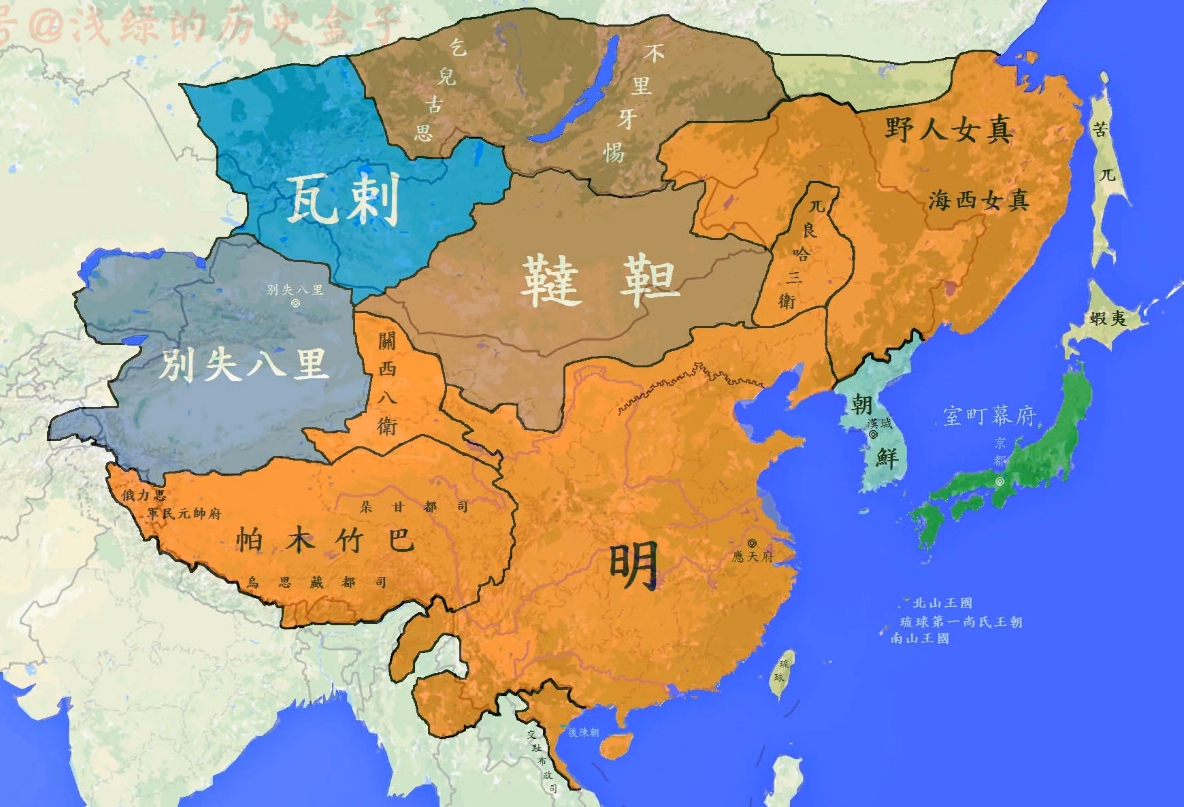 号@浅绿的历史盒子
乞兒古思
不里牙惕
野人女真
海西女真
苦兀
兀良哈三衛
瓦剌
韃靼
別失八里
別失八里
關西八衛
蝦夷
朝鮮
漢城
室町幕府
京都
俄力思
軍民元帥府
朵甘都司
帕木竹巴
烏思藏都司
明
應天府
北山王國
琉球第一尚氏王朝
南山王國
琉球
後陳朝
交趾布政司